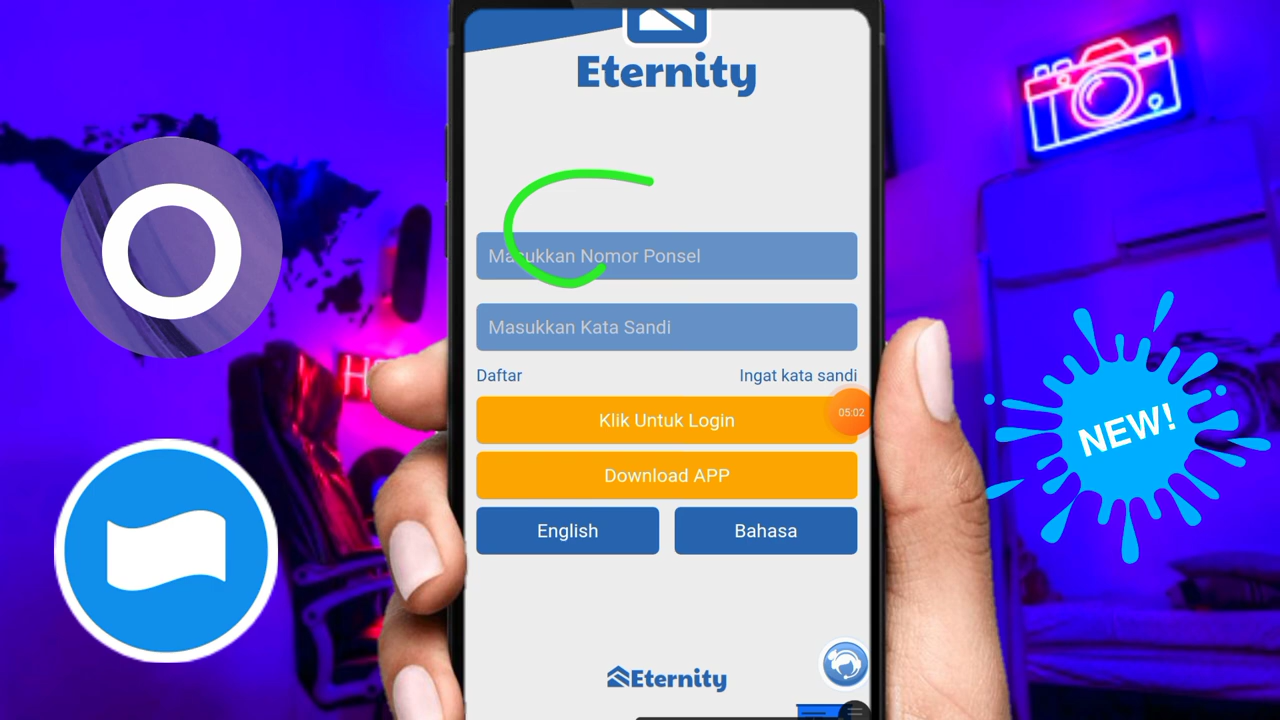 Eternity
Masukkan Nomor Ponsel
Masukkan Kata Sandi
Daftar
Ingat kata sandi
Klik Untuk Login
05:02
Download APP
English
Bahasa
Eternity
NEW!